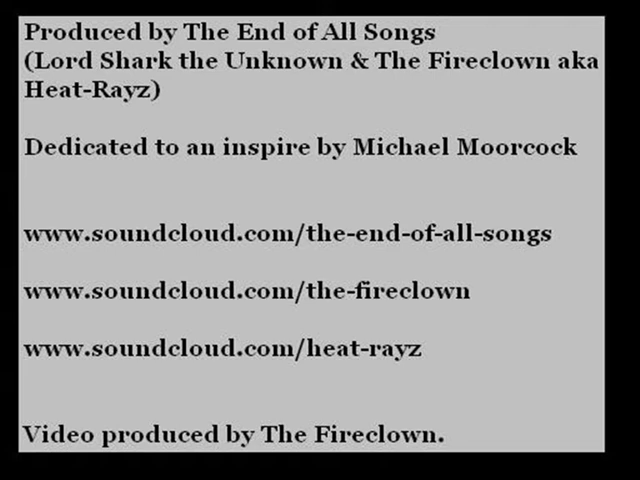 Produced by The End of All Songs
(Lord Shark the Unknown & The Fireclown aka
Heat-Rayz)
Dedicated to an inspire by Michael Moorcock
www.soundcloud.com/the-end-of-all-songs
www.soundcloud.com/the-fireclown
www.soundcloud.com/heat-rayz
Video produced by The Fireclown.